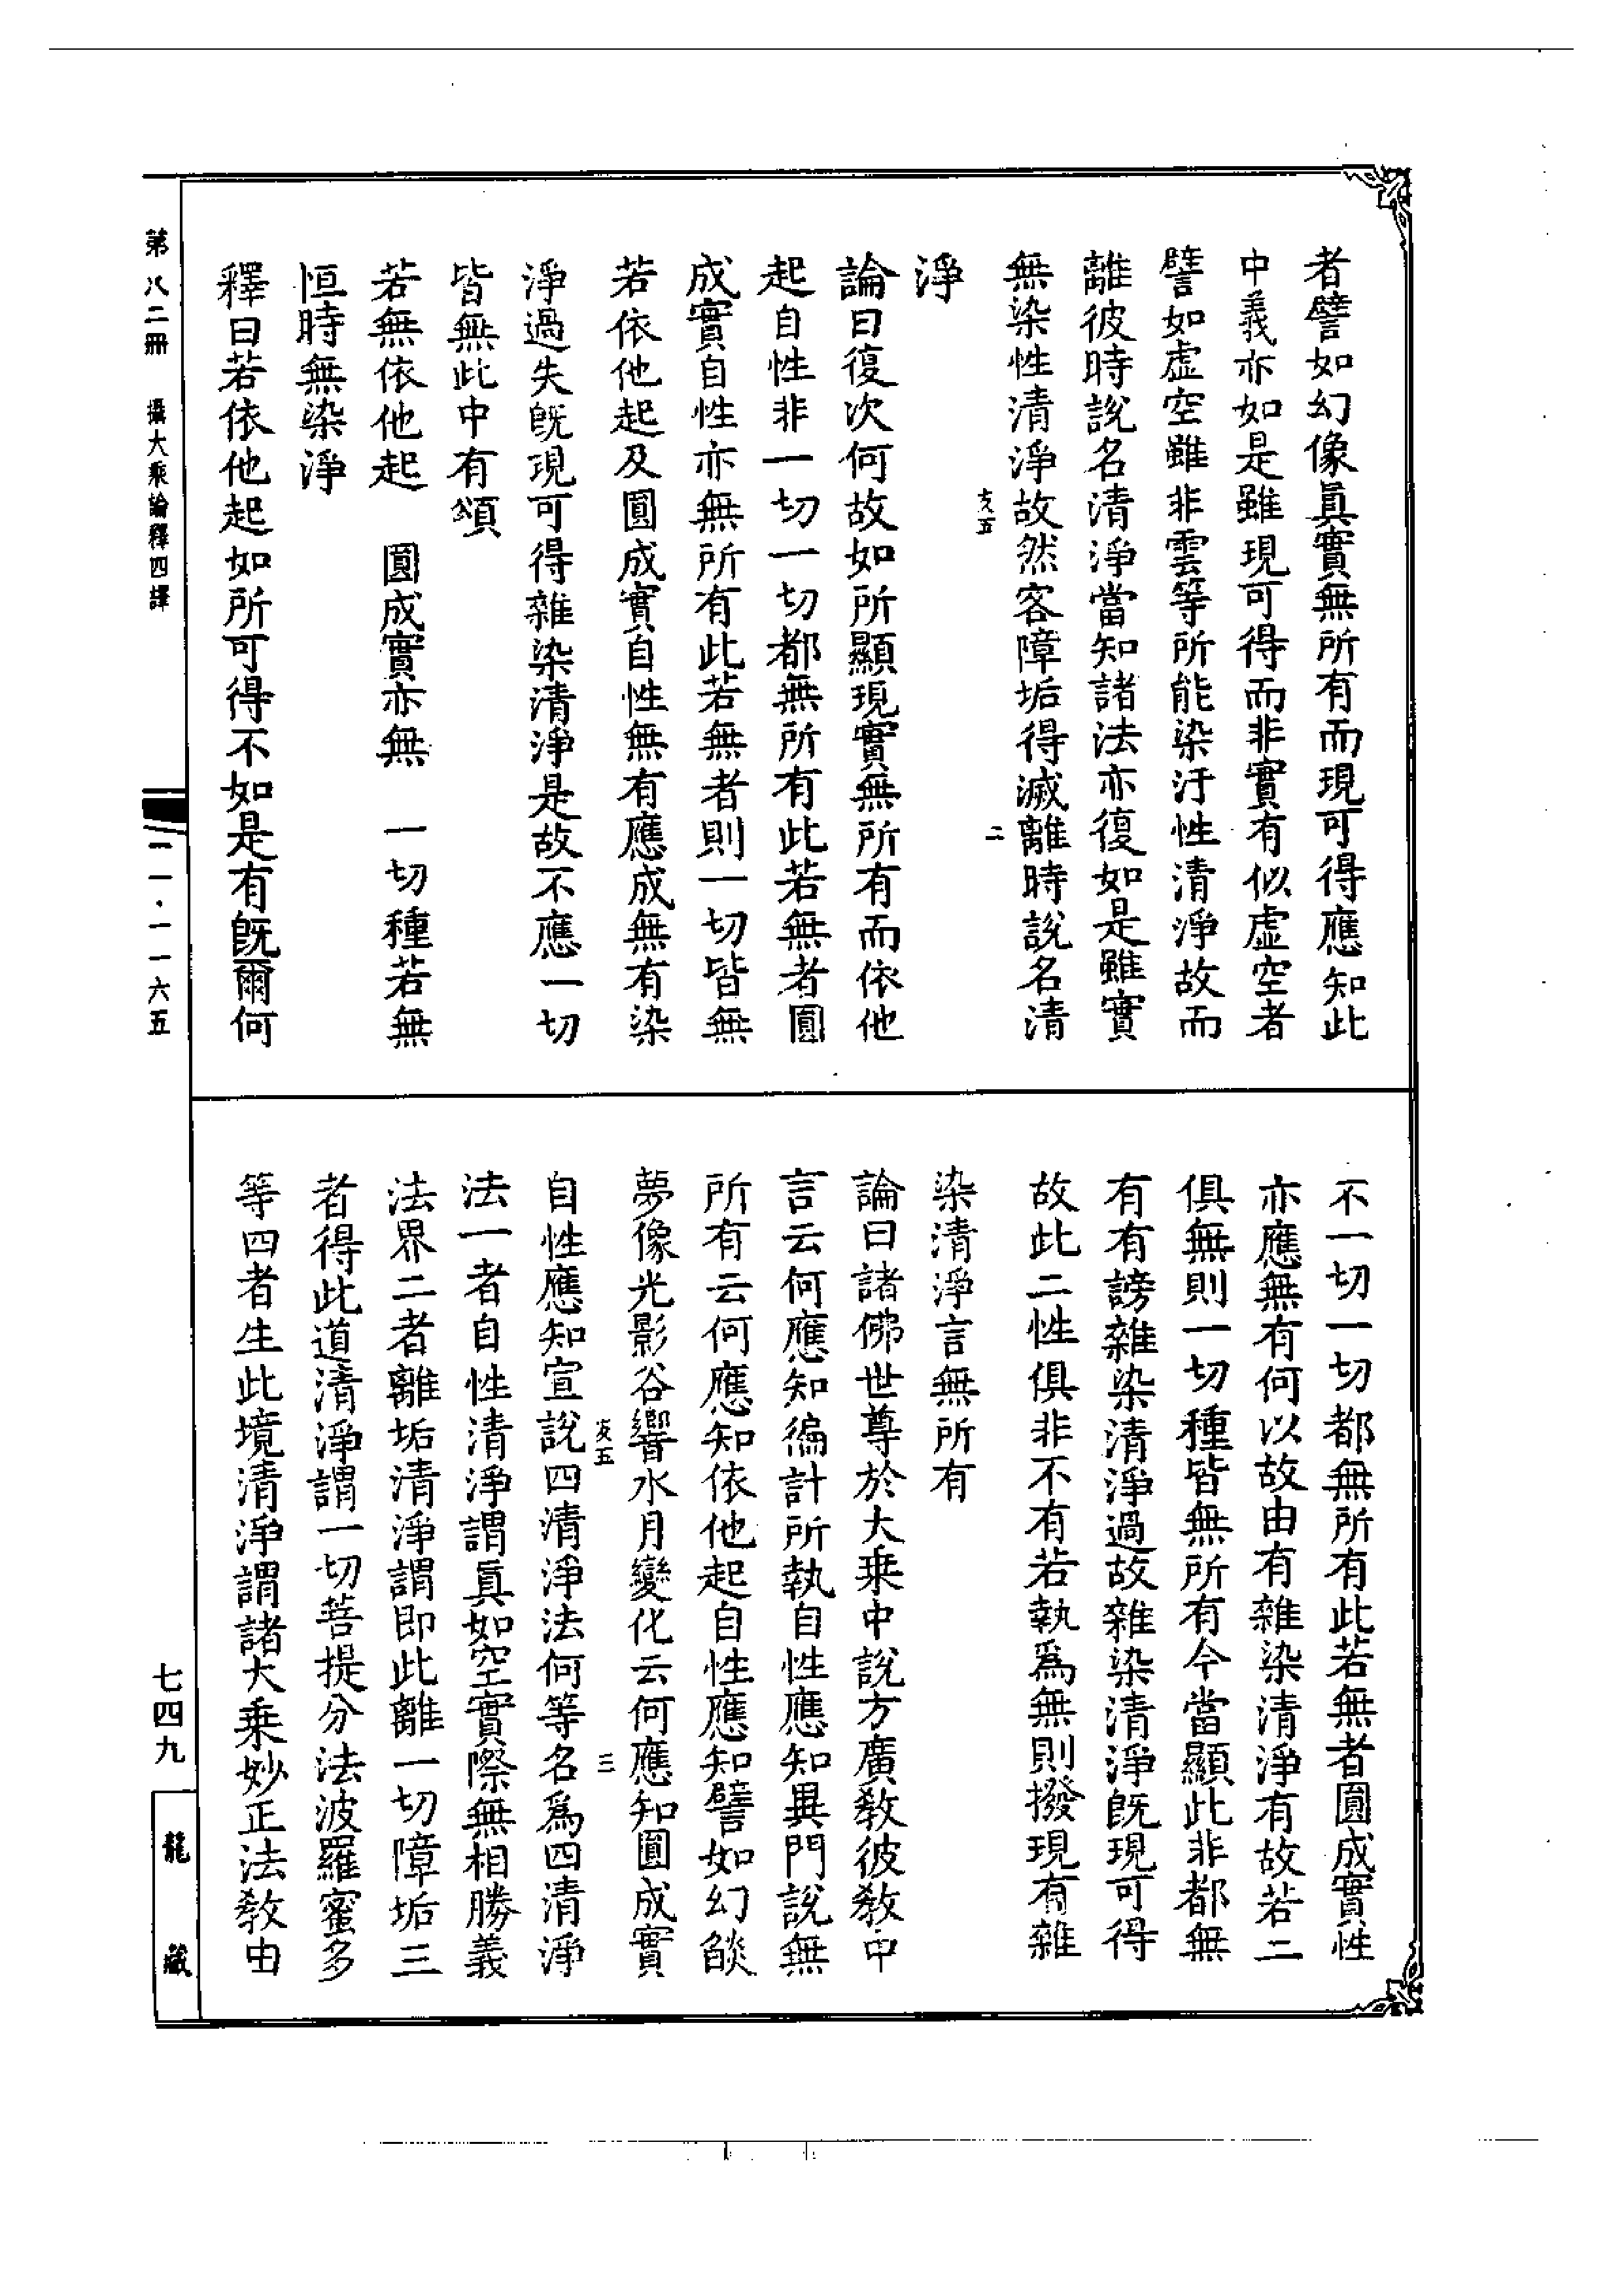 者譬如幻像眞實無所有而現可得應知此
中義亦如是雖現可得而非實有似虛空者
譬如虛空雖非雲等所能染汙性清淨故而
離彼時說名清淨當知諸法亦復如是雖實
無染性清淨故然客障垢得滅離時說名清
亥五 二
淨
論曰復次何故如所顯現實無所有而依他
起自性非一切一切都無所有此若無者圓
成實自性亦無所有此若無者則一切皆無
若依他起及圓成實自性無有應成無有染
淨過失既現可得雜染清淨是故不應一切
皆無此中有頌
若無依他起 圓成實亦無 一切種若無
恒時無染淨
釋曰若依他起如所可得不如是有既爾何
不一切一切都無所有此若無者圓成實性
亦應無有何以故由有雜染清淨有故若二
俱無則一切種皆無所有今當顯此非都無
有有謗雜染清淨過故雜染清淨既現可得
故此二性俱非不有若執爲無則撥現有雜
染清淨言無所有
論曰諸佛世尊於大乘中說方廣教彼教中
言云何應知徧計所執自性應知異門說無
所有云何應知依他起自性應知譬如幻燄
夢像光影谷響水月變化云何應知圓成實
亥五 三
自性應知宣說四清淨法何等名爲四清淨
法一者自性清淨謂眞如空實際無相勝義
法界二者離垢清淨謂即此離一切障垢三
者得此道清淨謂一切菩提分法波羅蜜多
等四者生此境清淨謂諸大乘妙正法教由
第八二冊 攝大乘論釋四譯
一一·一一六五
七四九
龍藏